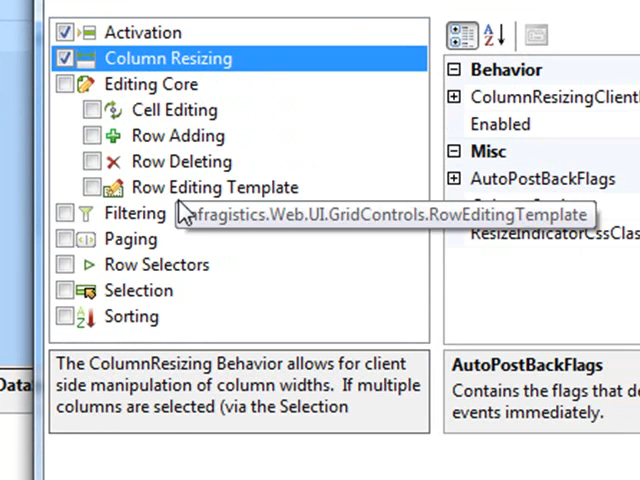 Activation
Column Resizing
Editing Core
Cell Editing
Row Adding
Row Deleting
Row Editing Template
Filtering
fragistics.Web.UI.GridControls.RowEditingTemplate
Paging
Row Selectors
Selection
Sorting
The ColumnResizing Behavior allows for client
side manipulation of column widths. If multiple
columns are selected (via the Selection
A
Z
Behavior
ColumnResizingClient
Enabled
Misc
AutoPostBackFlags
ResizeIndicatorCssClas
AutoPostBackFlags
Contains the flags that de
events immediately.
Data